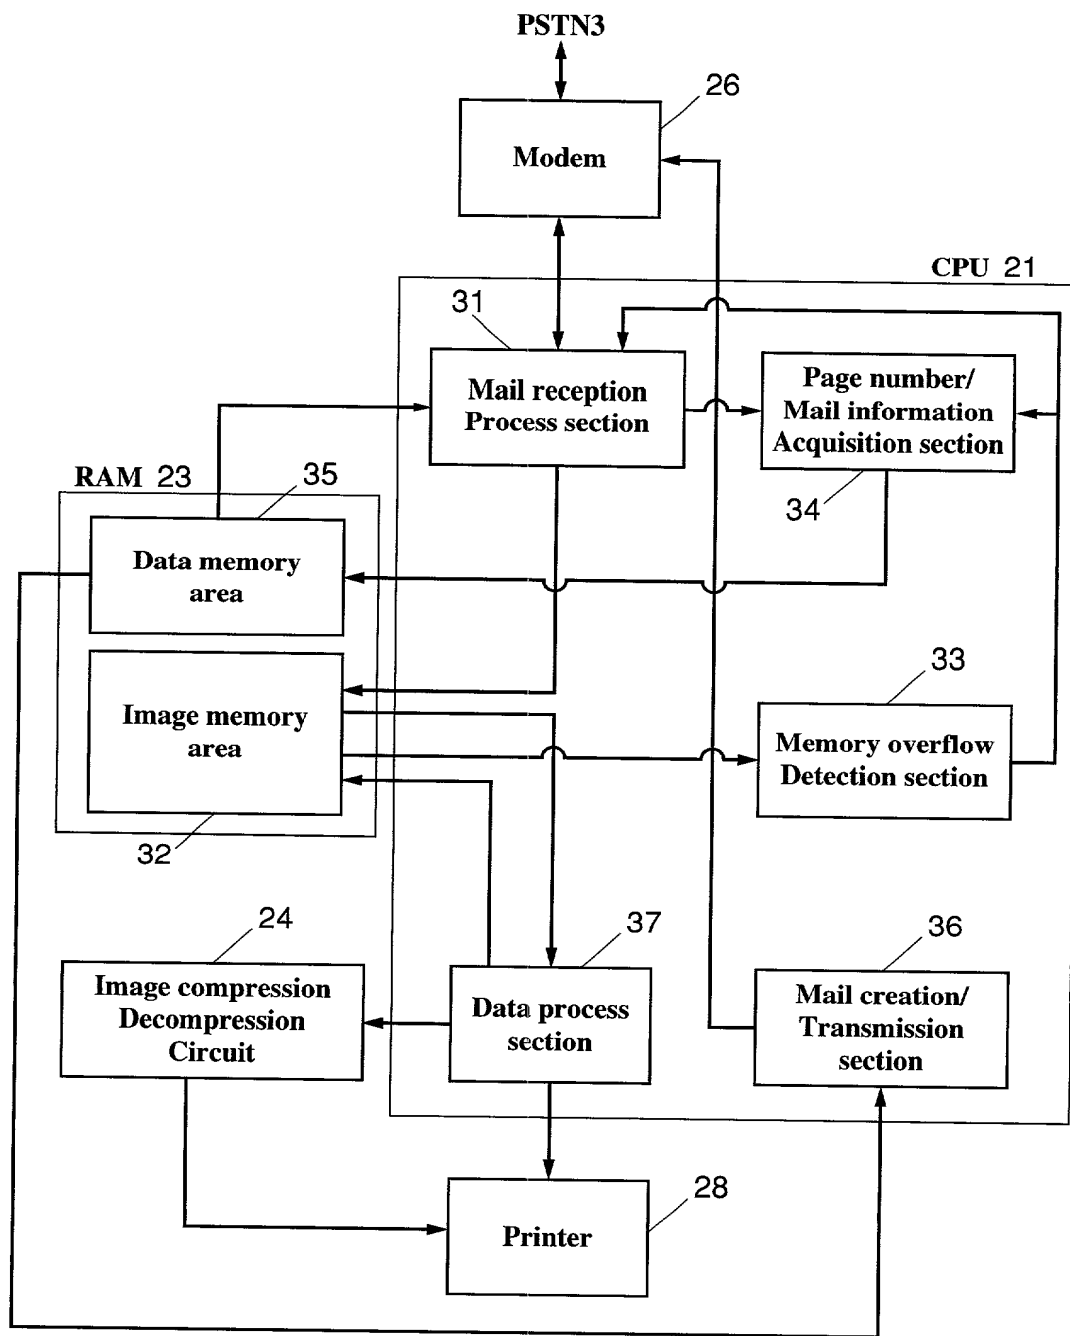 PSTN3
26
Modem
CPU 21
31
Mail reception
Process section
Page number/
Mail information
Acquisition section
34
RAM 23
35
Data memory
area
Image memory
area
32
33
Memory overflow
Detection section
24
Image compression
Decompression
Circuit
37
Data process
section
36
Mail creation/
Transmission
section
28
Printer